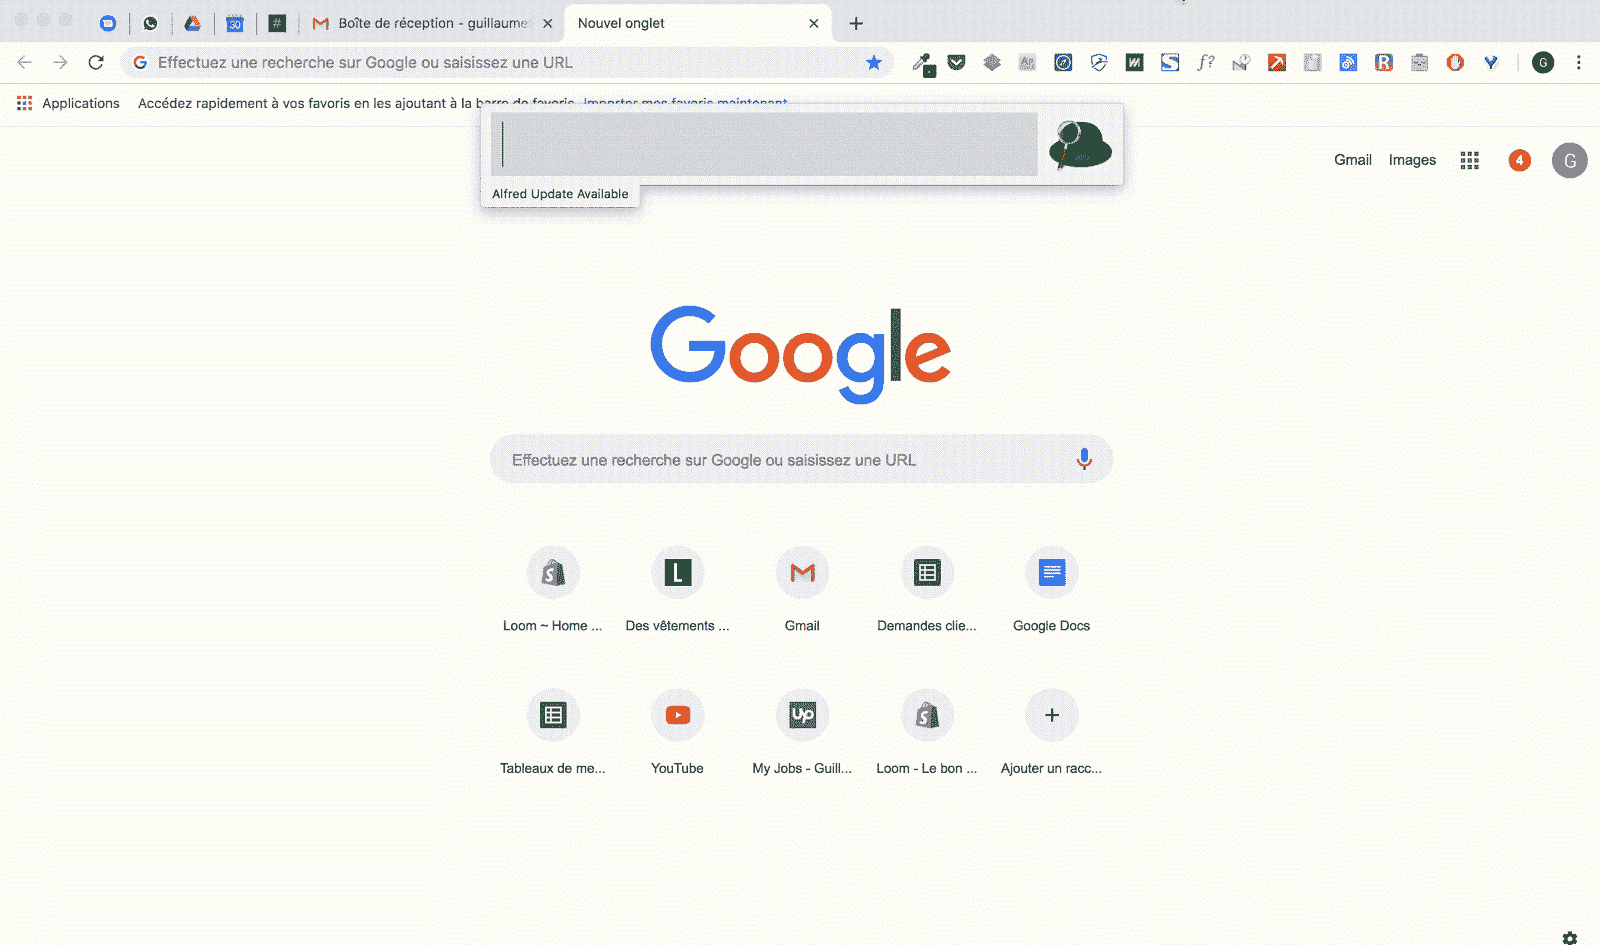 Boîte de réception - guillaume
Nouvel onglet
Effectuez une recherche sur Google ou saisissez une URL
Applications
Accédez rapidement à vos favoris en les ajoutant à la barre de favoris. Importer mes favoris maintenant
Alfred Update Available
Gmail
Images
4
G
Google
Effectuez une recherche sur Google ou saisissez une URL
Loom ~ Home ...
Des vêtements ...
Gmail
Demandes clie...
Google Docs
Tableaux de me...
YouTube
My Jobs - Guill...
Loom - Le bon ...
Ajouter un racc...